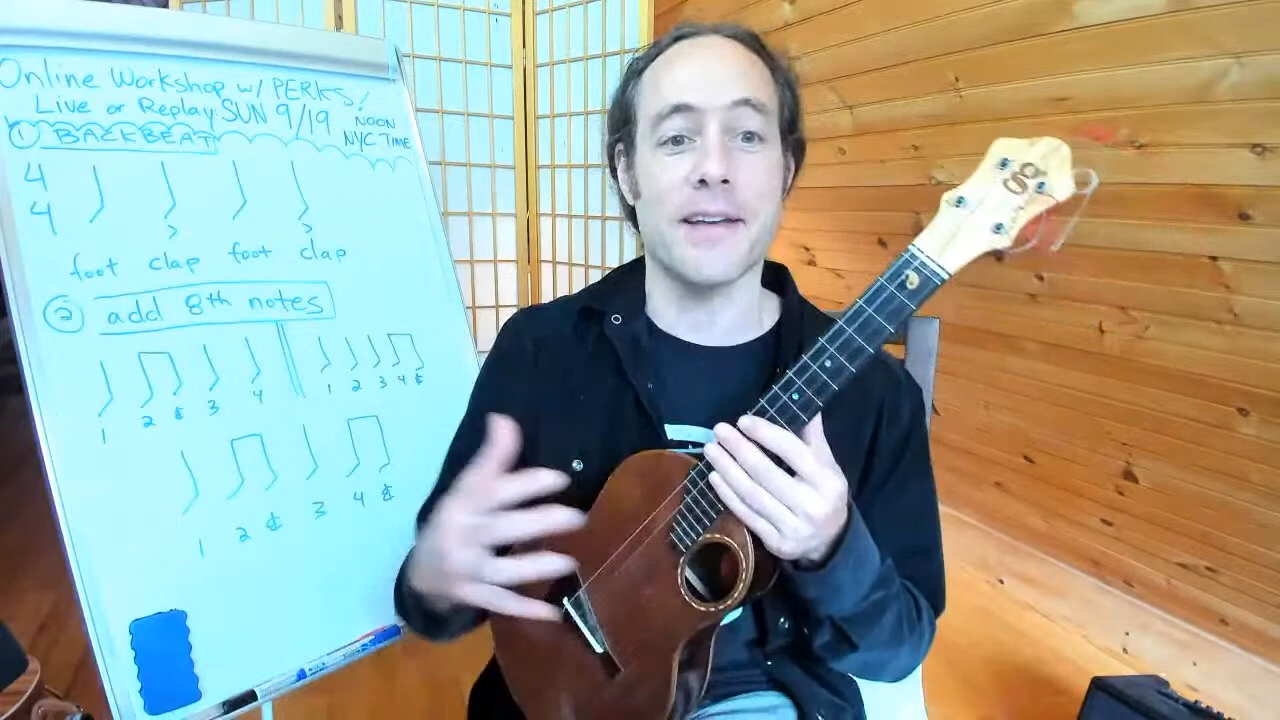 Online Workshop w/ PERKS!
Live or Replay SUN 9/19 NOON
NYC TIME
① BACKBEAT
4
4
>
>
foot clap foot clap
② add 8th notes
1 2 & 3 4 1 2 3 4 &
1 2 & 3 4 &
g